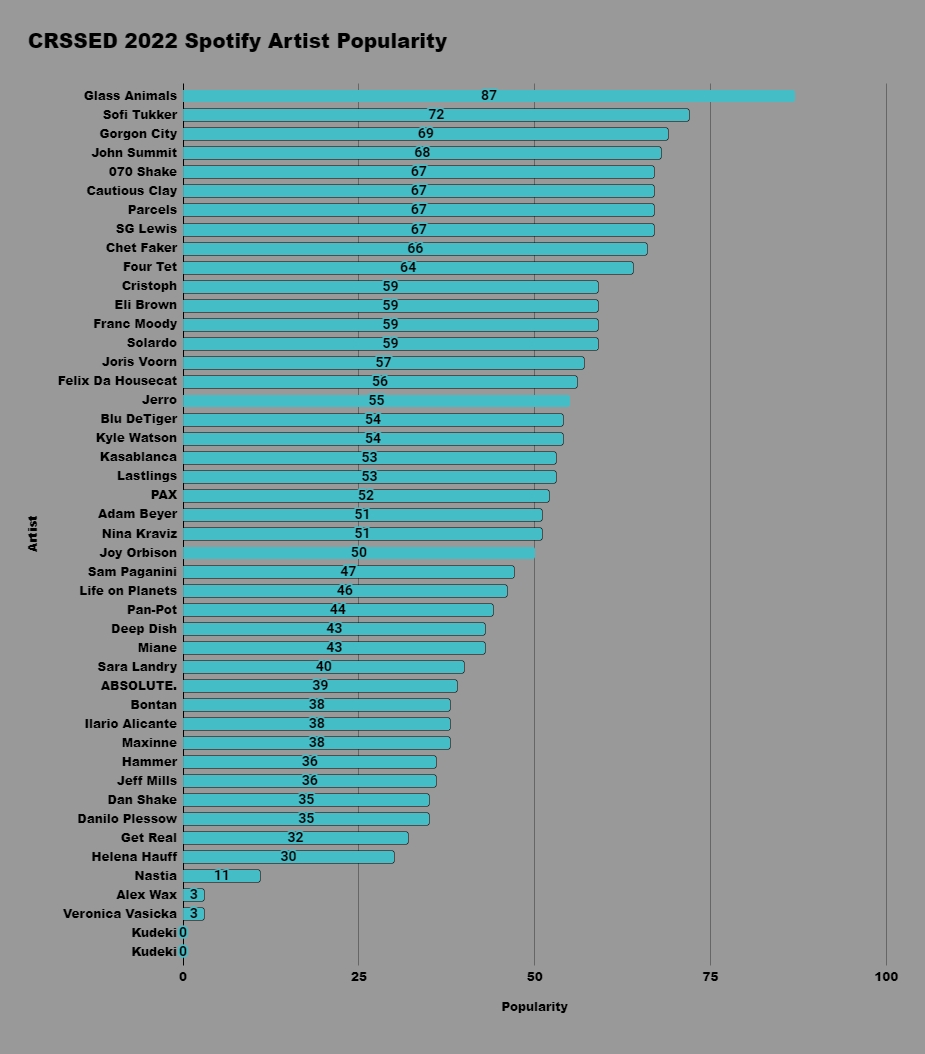 CRSSED 2022 Spotify Artist Popularity
Glass Animals 87
Sofi Tukker 72
Gorgon City 69
John Summit 68
070 Shake 67
Cautious Clay 67
Parcels 67
SG Lewis 67
Chet Faker 66
Four Tet 64
Cristoph 59
Eli Brown 59
Franc Moody 59
Solardo 59
Joris Voorn 57
Felix Da Housecat 56
Jerro 55
Blu DeTiger 54
Kyle Watson 54
Kasablanca 53
Lastlings 53
PAX 52
Adam Beyer 51
Nina Kraviz 51
Joy Orbison 50
Sam Paganini 47
Life on Planets 46
Pan-Pot 44
Deep Dish 43
Miane 43
Sara Landry 40
ABSOLUTE. 39
Bontan 38
Ilario Alicante 38
Maxinne 38
Hammer 36
Jeff Mills 36
Dan Shake 35
Danilo Plessow 35
Get Real 32
Helena Hauff 30
Nastia 11
Alex Wax 3
Veronica Vasicka 3
Kudeki 0
Kudeki 0
Artist
0 25 50 75 100
Popularity